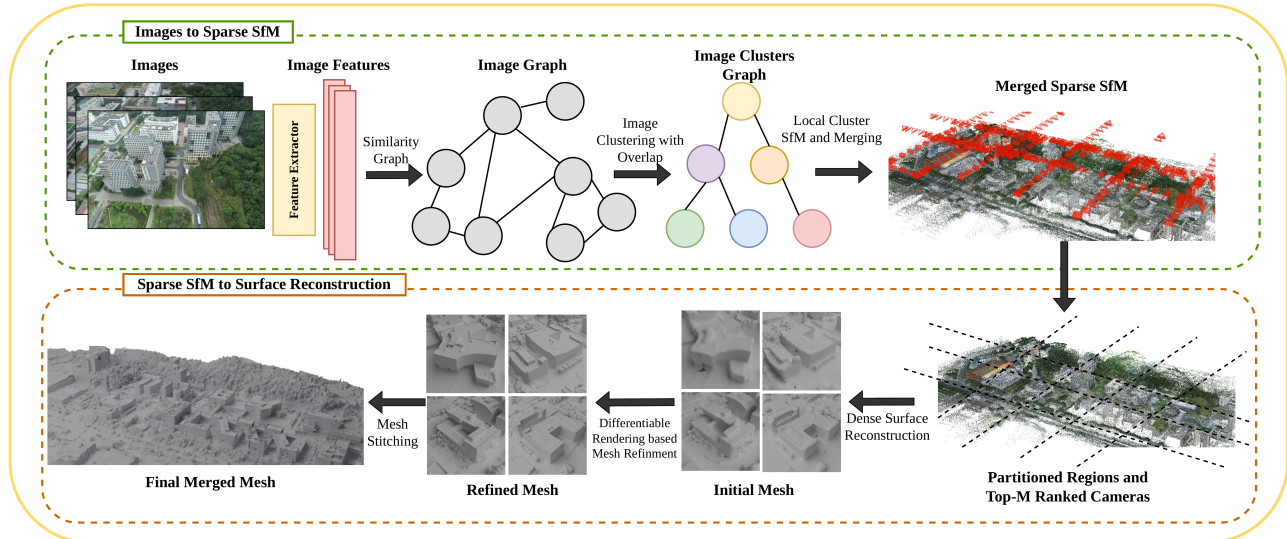 Images to Sparse SfM
Images
Image Features
Image Graph
Image Clusters
Graph
Merged Sparse SfM
Feature Extractor
Similarity
Graph
Image
Clustering with
Overlap
Local Cluster
SfM and Merging
Sparse SfM to Surface Reconstruction
Mesh
Stitching
Differentiable
Rendering based
Mesh Refinment
Dense Surface
Reconstruction
Final Merged Mesh
Refined Mesh
Initial Mesh
Partitioned Regions and
Top-M Ranked Cameras